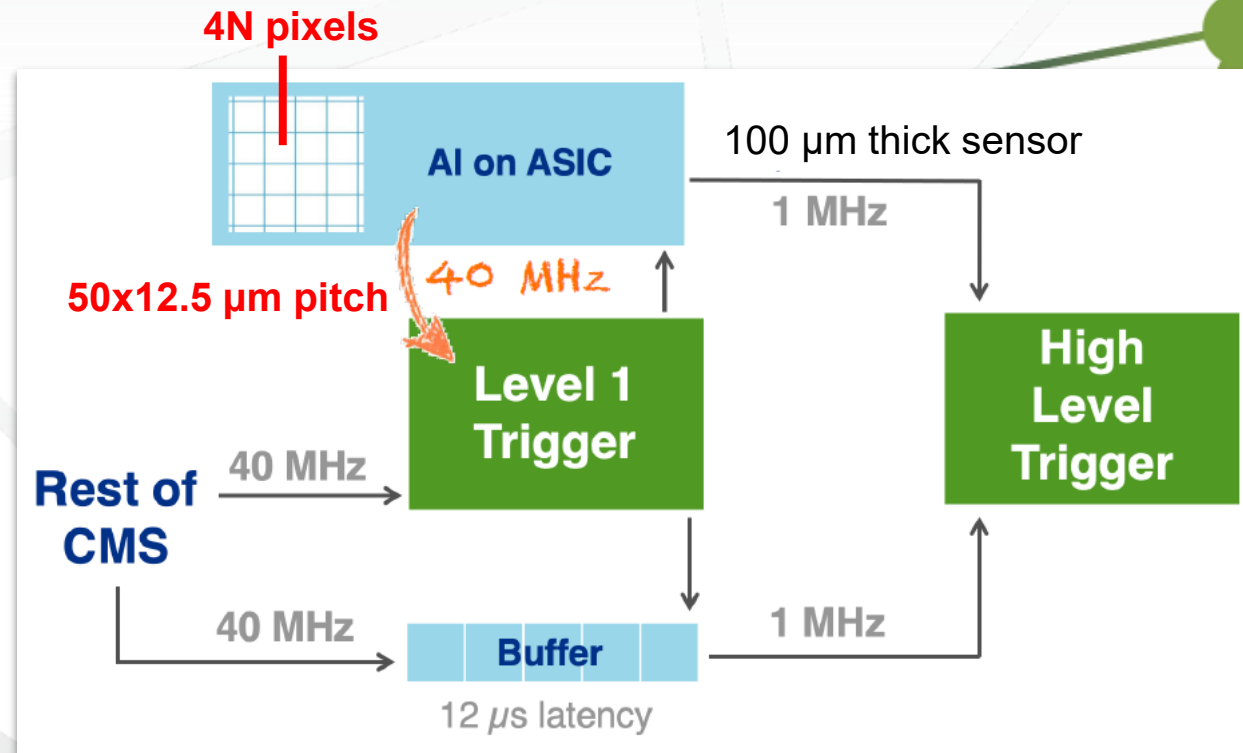 4N pixels
AI on ASIC
100 µm thick sensor
1 MHz
50x12.5 µm pitch
40 MHz
Level 1
Trigger
High
Level
Trigger
Rest of
CMS
40 MHz
40 MHz
Buffer
1 MHz
12 µs latency